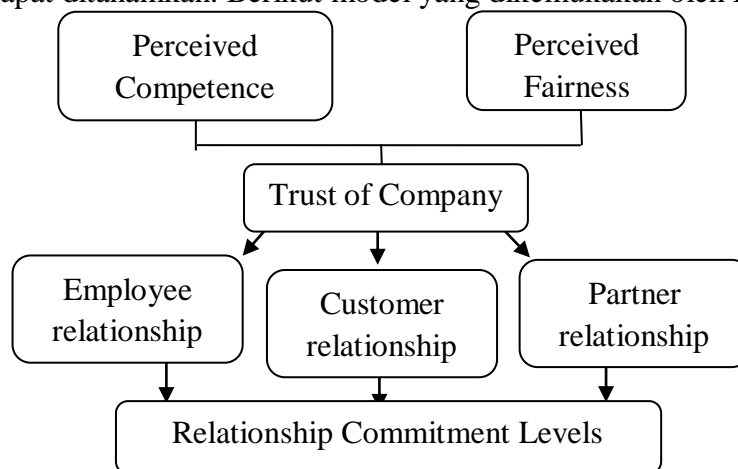 dapat ditanamkan. Berikut model yang dikemukakan oleh
Perceived
Competence
Perceived
Fairness
Trust of Company
Employee
relationship
Customer
relationship
Partner
relationship
Relationship Commitment Levels